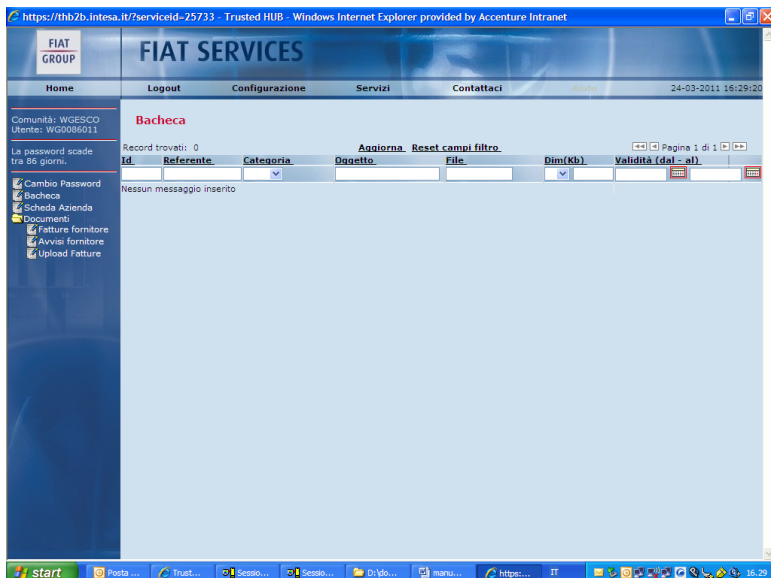 https://thb2b.intesa.it/?serviceid=25733 - Trusted HUB - Windows Internet Explorer provided by Accenture Intranet
FIAT
GROUP
FIAT SERVICES
Home Logout Configurazione Servizi Contattaci Aiuto 24-03-2011 16:29:20
Comunità: WGESCO
Utente: WG0086011
La password scade
tra 86 giorni.
Cambio Password
Bacheca
Scheda Azienda
Documenti
Fatture fornitore
Avvisi fornitore
Upload Fatture
Bacheca
Record trovati: 0 Aggiorna Reset campi filtro Pagina 1 di 1
Id Referente Categoria Oggetto File Dim(Kb) Validità (dal - al)
Nessun messaggio inserito
start Posta ... Trust... Sessio... Sessio... D:\do... manu... https:... IT 16.29